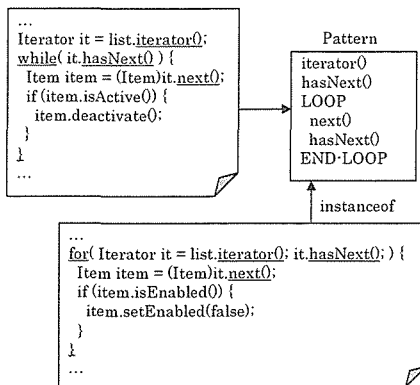 ...
Iterator it = list.iterator();
while( it.hasNext() ) {
Item item = (Item)it.next();
if (item.isActive()) {
item.deactivate();
}
}
...
Pattern
iterator()
hasNext()
LOOP
next()
hasNext()
END-LOOP
instanceof
...
for( Iterator it = list.iterator(); it.hasNext(); ) {
Item item = (Item)it.next();
if (item.isEnabled()) {
item.setEnabled(false);
}
}
...